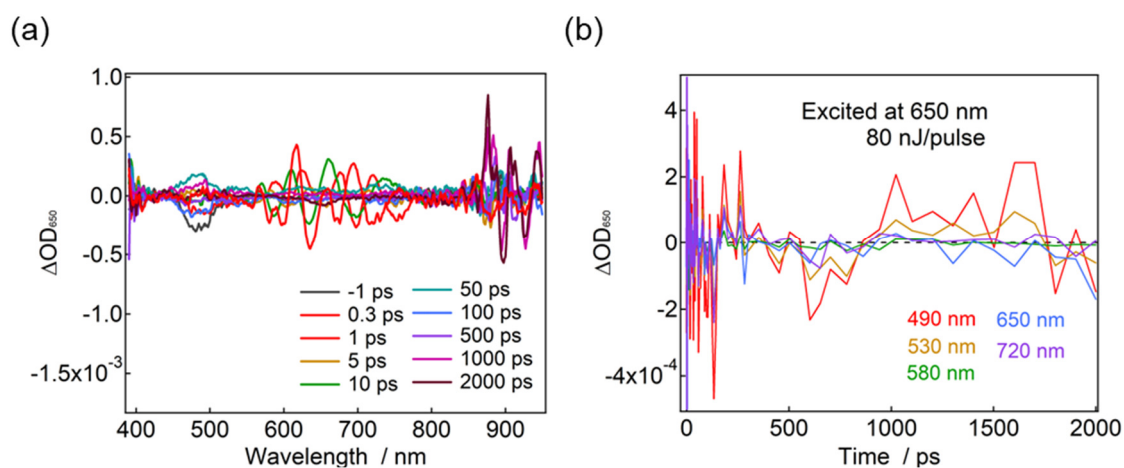 (a)
(b)
ΔOD650
1.0
0.5
0.0
-0.5
-1.0
-1.5x10-3
-1 ps
0.3 ps
1 ps
5 ps
10 ps
50 ps
100 ps
500 ps
1000 ps
2000 ps
400 500 600 700 800 900
Wavelength / nm
ΔOD650
4
2
0
-2
-4x10-4
Excited at 650 nm
80 nJ/pulse
490 nm
530 nm
580 nm
650 nm
720 nm
0 500 1000 1500 2000
Time / ps